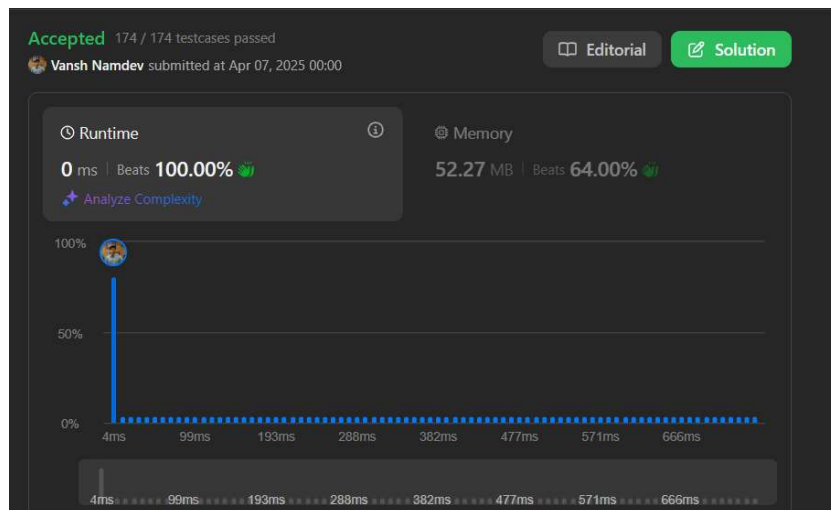 Accepted 174 / 174 testcases passed
Editorial
Solution
Vansh Namdev submitted at Apr 07, 2025 00:00
Runtime
0 ms | Beats 100.00%
Analyze Complexity
Memory
52.27 MB | Beats 64.00%
100%
50%
0%
4ms 99ms 193ms 288ms 382ms 477ms 571ms 666ms
4ms 99ms 193ms 288ms 382ms 477ms 571ms 666ms